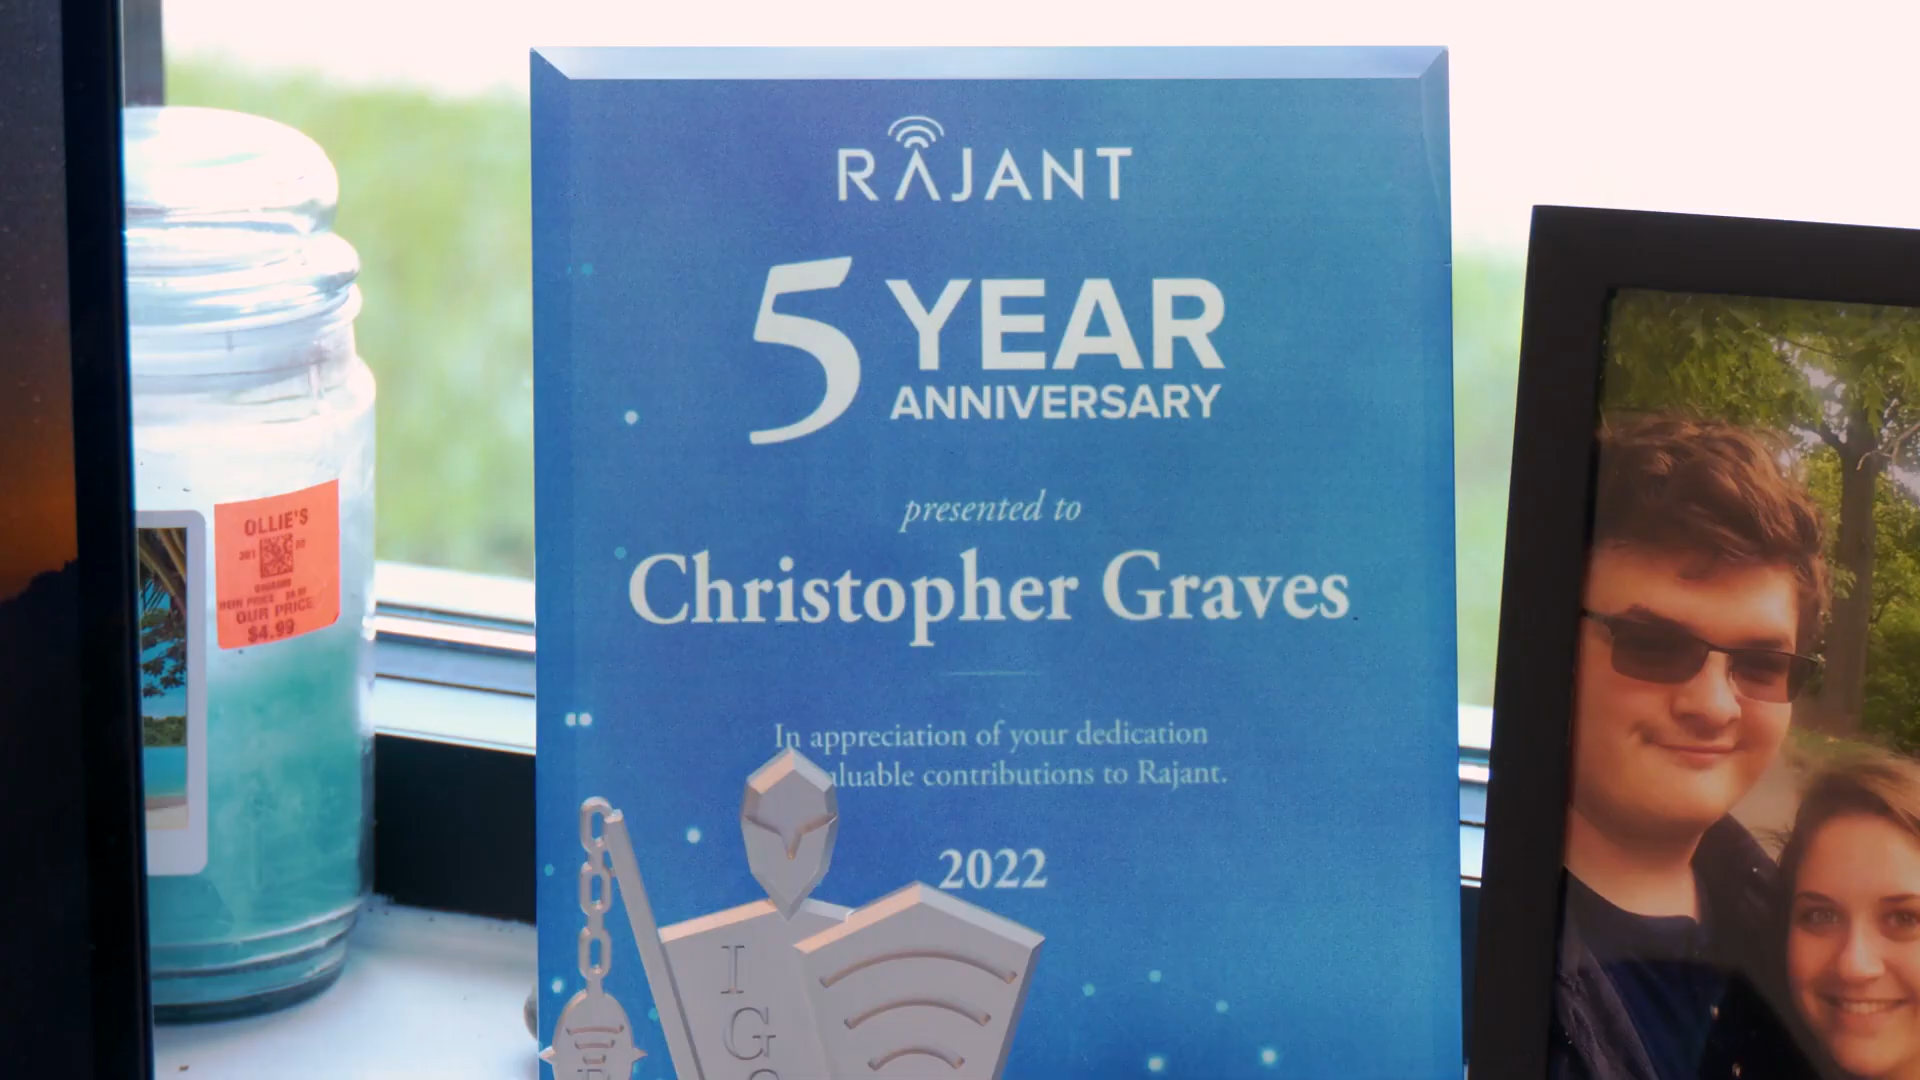 RAJANT
5 YEAR
ANNIVERSARY
presented to
Christopher Graves
In appreciation of your dedication
contributions to Rajant.
2022
I
G
OLLIE'S
OUR PRICE
$4.99